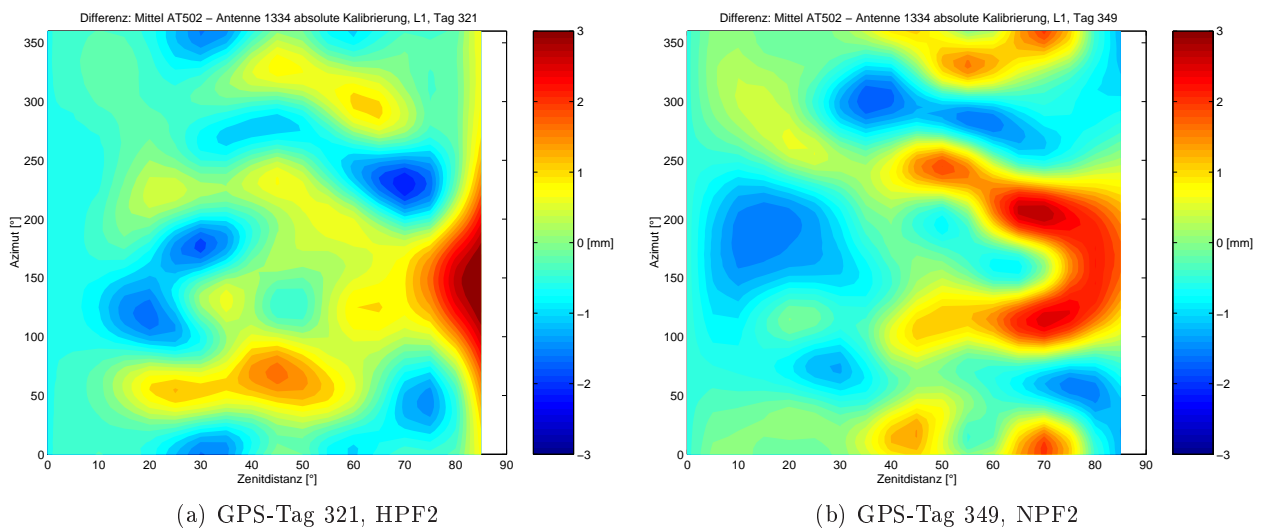 Differenz: Mittel AT502 – Antenne 1334 absolute Kalibrierung, L1, Tag 321
350
300
250
200
150
100
50
0
Azimut [°]
0 10 20 30 40 50 60 70 80 90
Zenitdistanz [°]
3
2
1
0 [mm]
−1
−2
−3
(a) GPS-Tag 321, HPF2
Differenz: Mittel AT502 – Antenne 1334 absolute Kalibrierung, L1, Tag 349
350
300
250
200
150
100
50
0
Azimut [°]
0 10 20 30 40 50 60 70 80 90
Zenitdistanz [°]
3
2
1
0 [mm]
−1
−2
−3
(b) GPS-Tag 349, NPF2